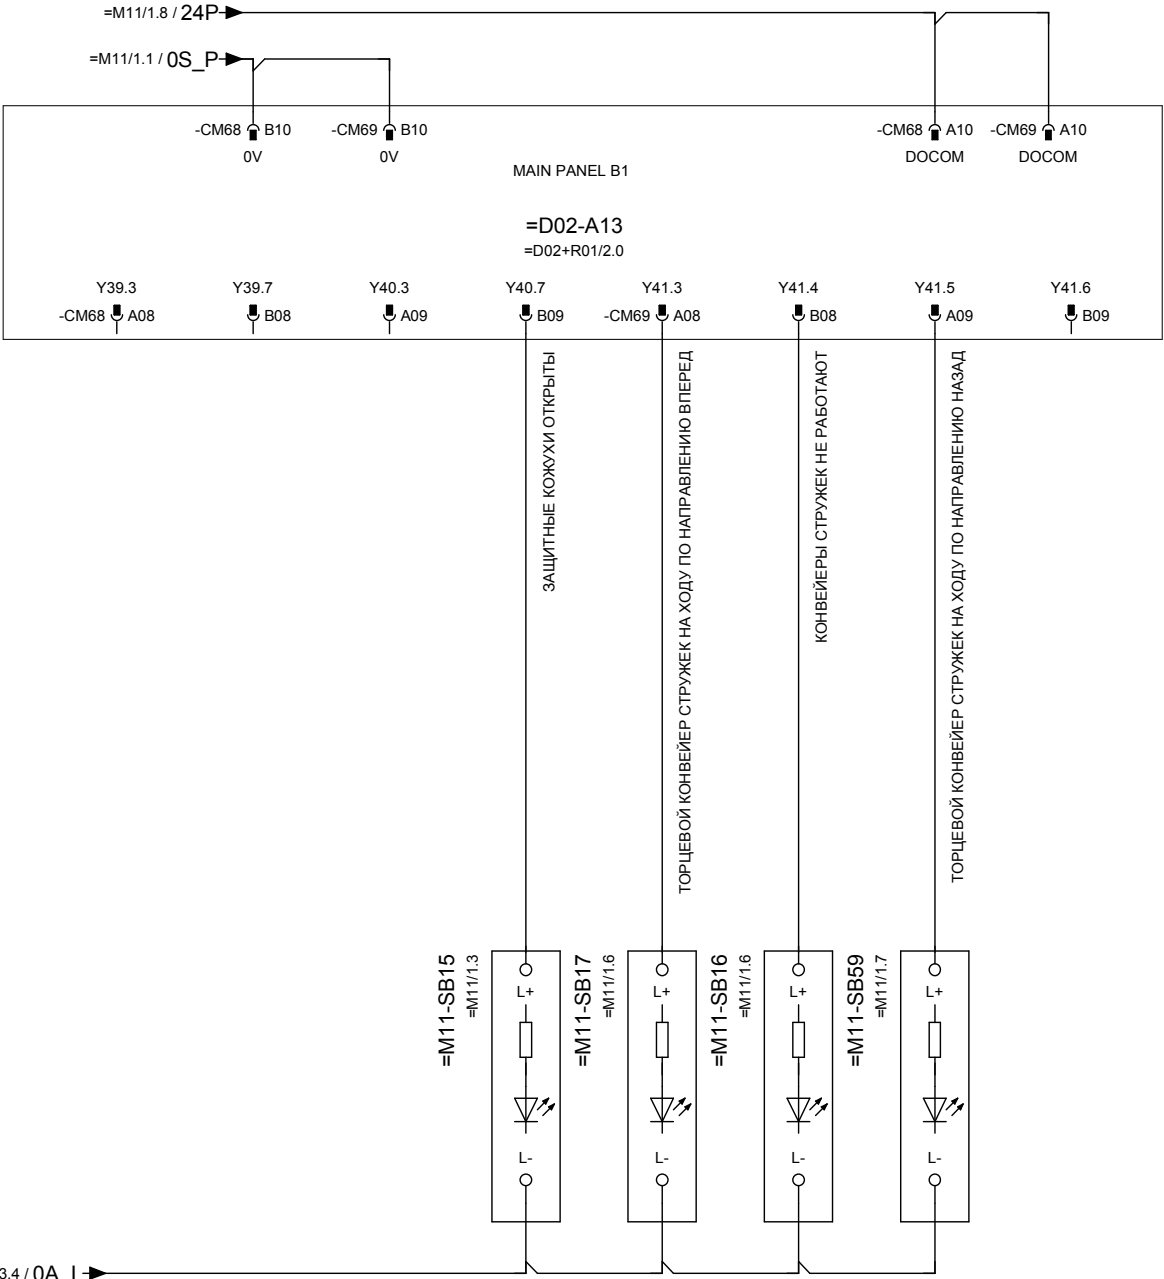 =M11/1.8 / 24P
=M11/1.1 / 0S_P
-CM68 B10
-CM69 B10
-CM68 A10
-CM69 A10
0V
0V
DOCOM
DOCOM
MAIN PANEL B1
=D02-A13
=D02+R01/2.0
Y39.3
Y39.7
Y40.3
Y40.7
Y41.3
Y41.4
Y41.5
Y41.6
-CM68 A08
B08
A09
B09
-CM69 A08
B08
A09
B09
ЗАЩИТНЫЕ КОЖУХИ ОТКРЫТЫ
ТОРЦЕВОЙ КОНВЕЙЕР СТРУЖЕК НА ХОДУ ПО НАПРАВЛЕНИЮ ВПЕРЕД
КОНВЕЙЕРЫ СТРУЖЕК НЕ РАБОТАЮТ
ТОРЦЕВОЙ КОНВЕЙЕР СТРУЖЕК НА ХОДУ ПО НАПРАВЛЕНИЮ НАЗАД
=M11-SB15
=M11/1.3
=M11-SB17
=M11/1.6
=M11-SB16
=M11/1.6
=M11-SB59
=M11/1.7
L+
L+
L+
L+
L-
L-
L-
L-
3.4 / 0A_I